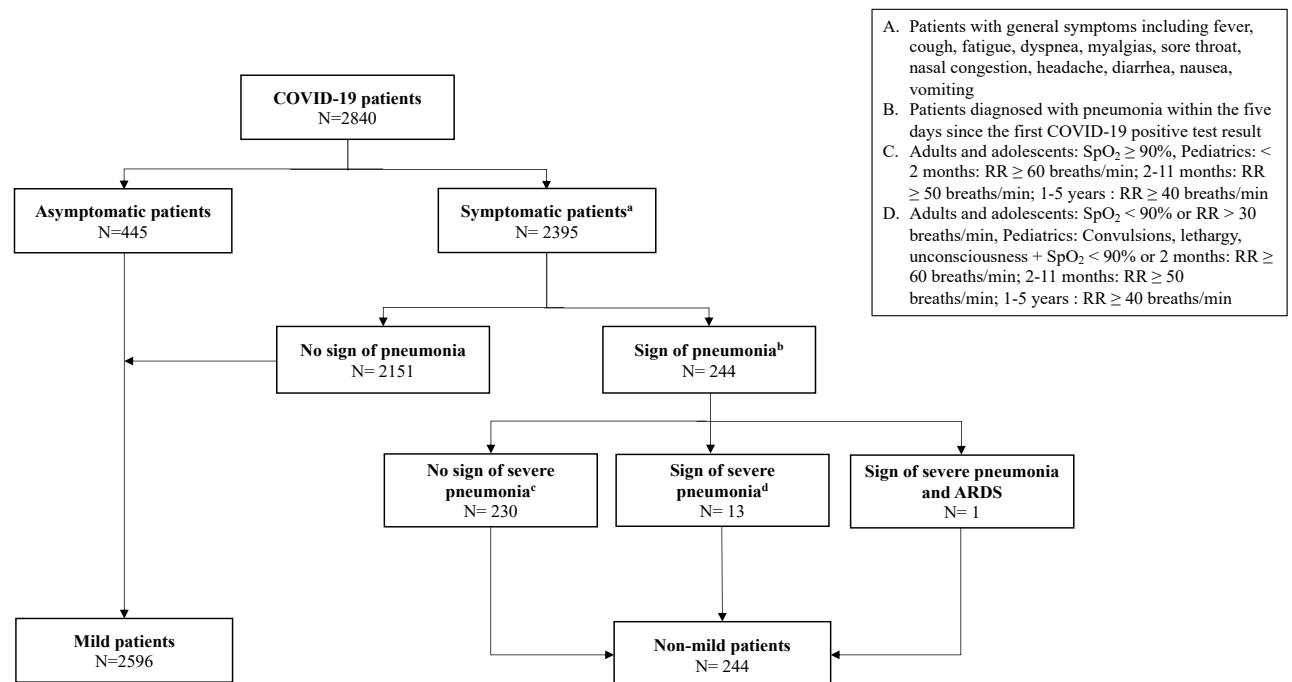 COVID-19 patients
N=2840
Asymptomatic patients
N=445
Symptomatic patientsᵃ
N= 2395
No sign of pneumonia
N= 2151
Sign of pneumoniaᵇ
N= 244
No sign of severe
pneumoniaᶜ
N= 230
Sign of severe
pneumoniaᵈ
N= 13
Sign of severe pneumonia
and ARDS
N= 1
Mild patients
N=2596
Non-mild patients
N= 244
A. Patients with general symptoms including fever,
cough, fatigue, dyspnea, myalgias, sore throat,
nasal congestion, headache, diarrhea, nausea,
vomiting
B. Patients diagnosed with pneumonia within the five
days since the first COVID-19 positive test result
C. Adults and adolescents: SpO₂ ≥ 90%, Pediatrics: <
2 months: RR ≥ 60 breaths/min; 2-11 months: RR
≥ 50 breaths/min; 1-5 years : RR ≥ 40 breaths/min
D. Adults and adolescents: SpO₂ < 90% or RR > 30
breaths/min, Pediatrics: Convulsions, lethargy,
unconsciousness + SpO₂ < 90% or 2 months: RR ≥
60 breaths/min; 2-11 months: RR ≥ 50
breaths/min; 1-5 years : RR ≥ 40 breaths/min